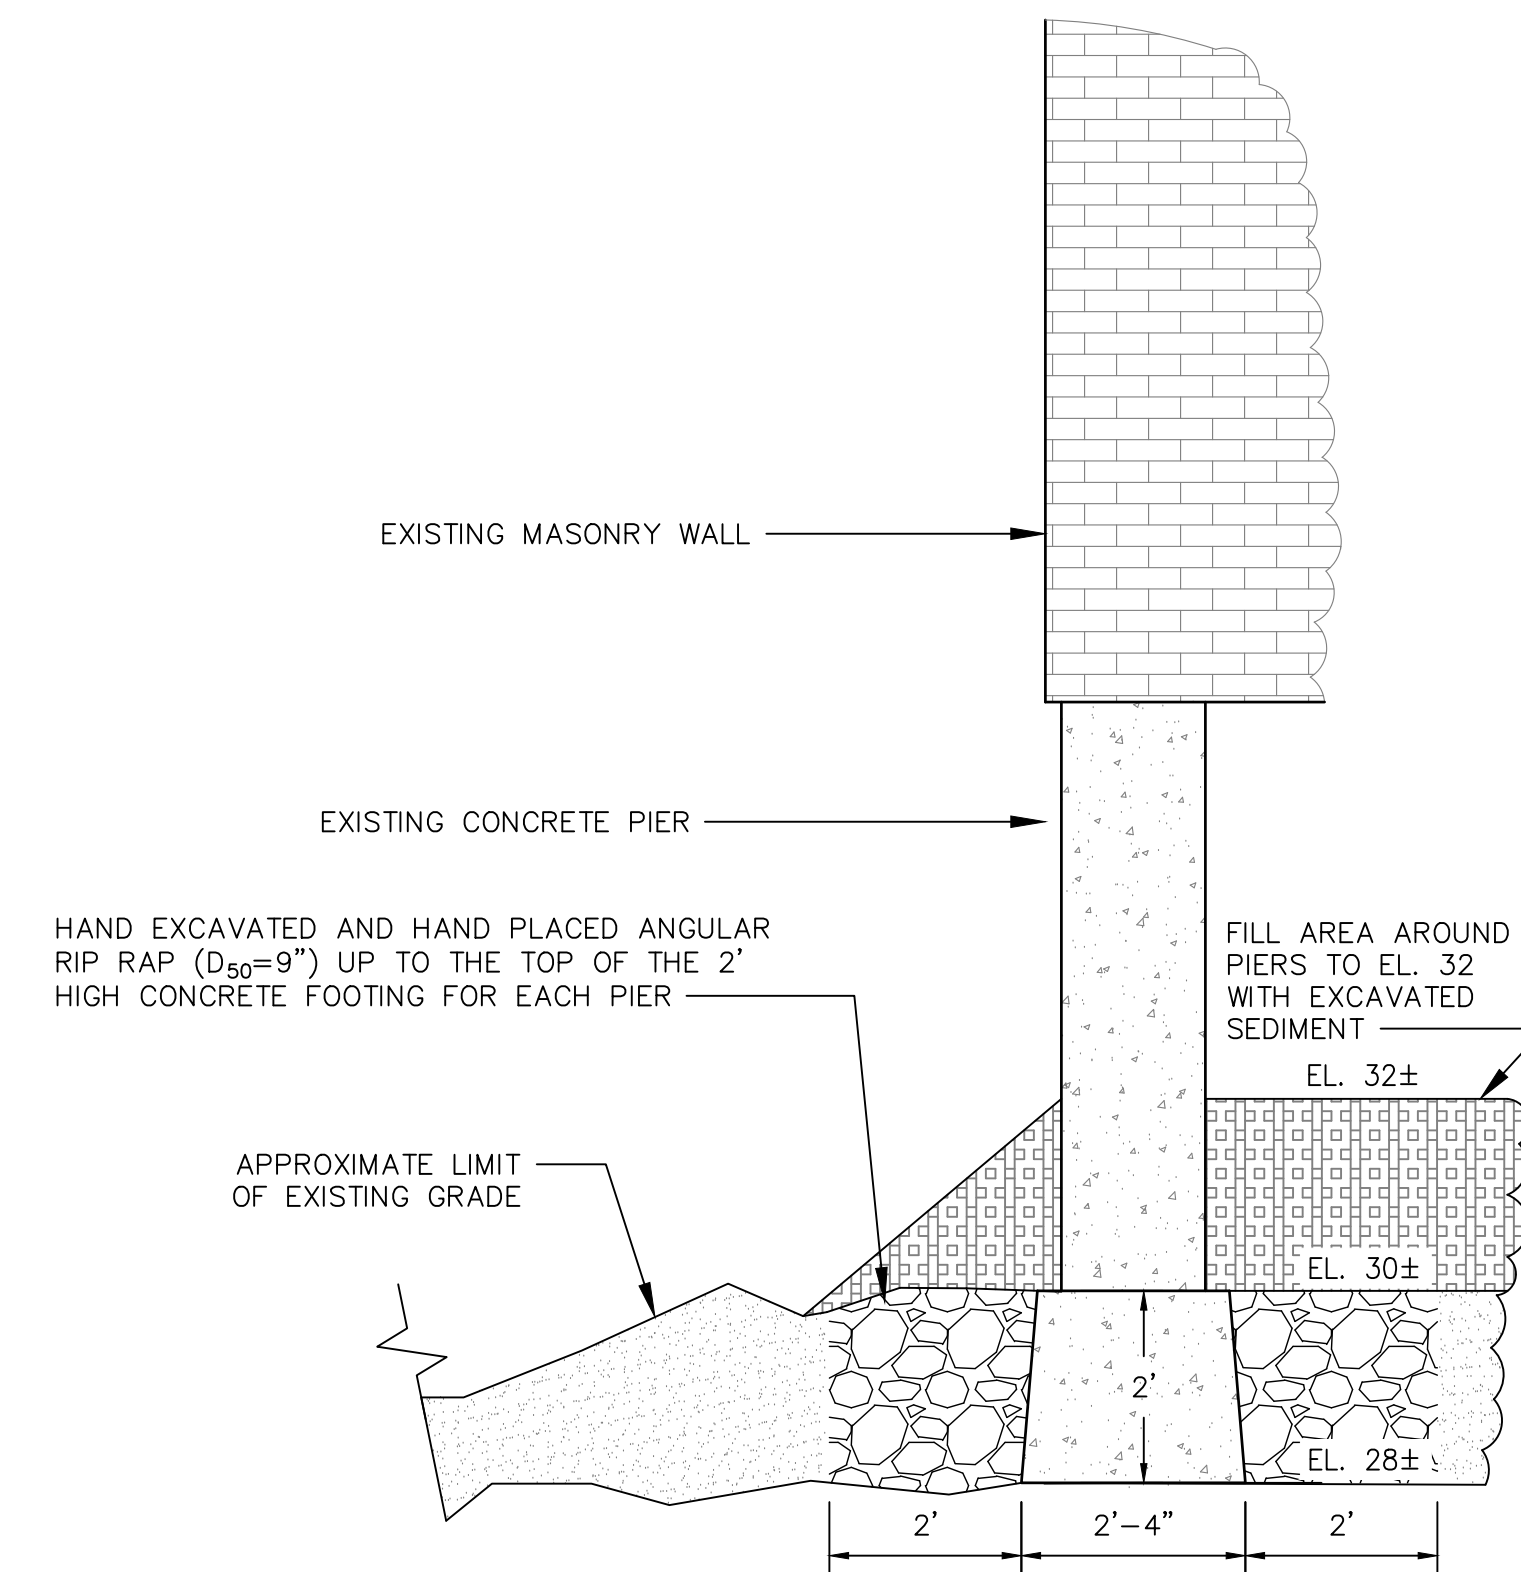 EXISTING MASONRY WALL
EXISTING CONCRETE PIER
HAND EXCAVATED AND HAND PLACED ANGULAR
RIP RAP (D50=9”) UP TO THE TOP OF THE 2’
HIGH CONCRETE FOOTING FOR EACH PIER
FILL AREA AROUND
PIERS TO EL. 32
WITH EXCAVATED
SEDIMENT
EL. 32±
APPROXIMATE LIMIT
OF EXISTING GRADE
EL. 30±
2’
EL. 28±
2’
2’-4”
2’